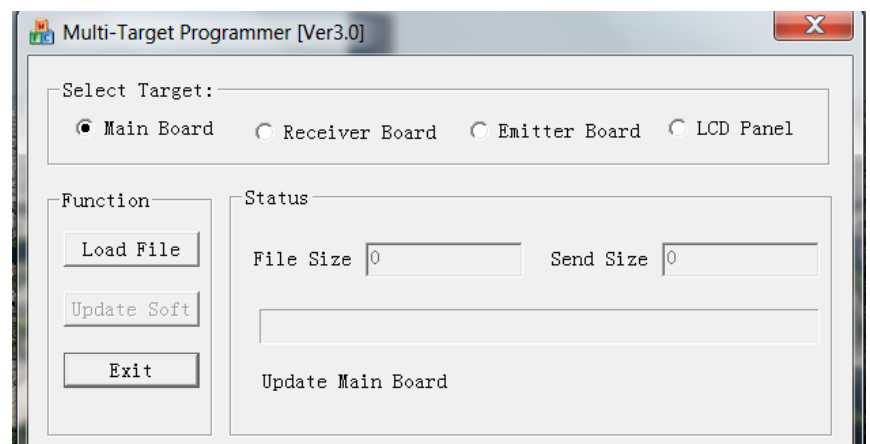 Multi-Target Programmer [Ver3.0]
Select Target:
Main Board Receiver Board Emitter Board LCD Panel
Function
Status
Load File
File Size 0 Send Size 0
Update Soft
Exit
Update Main Board